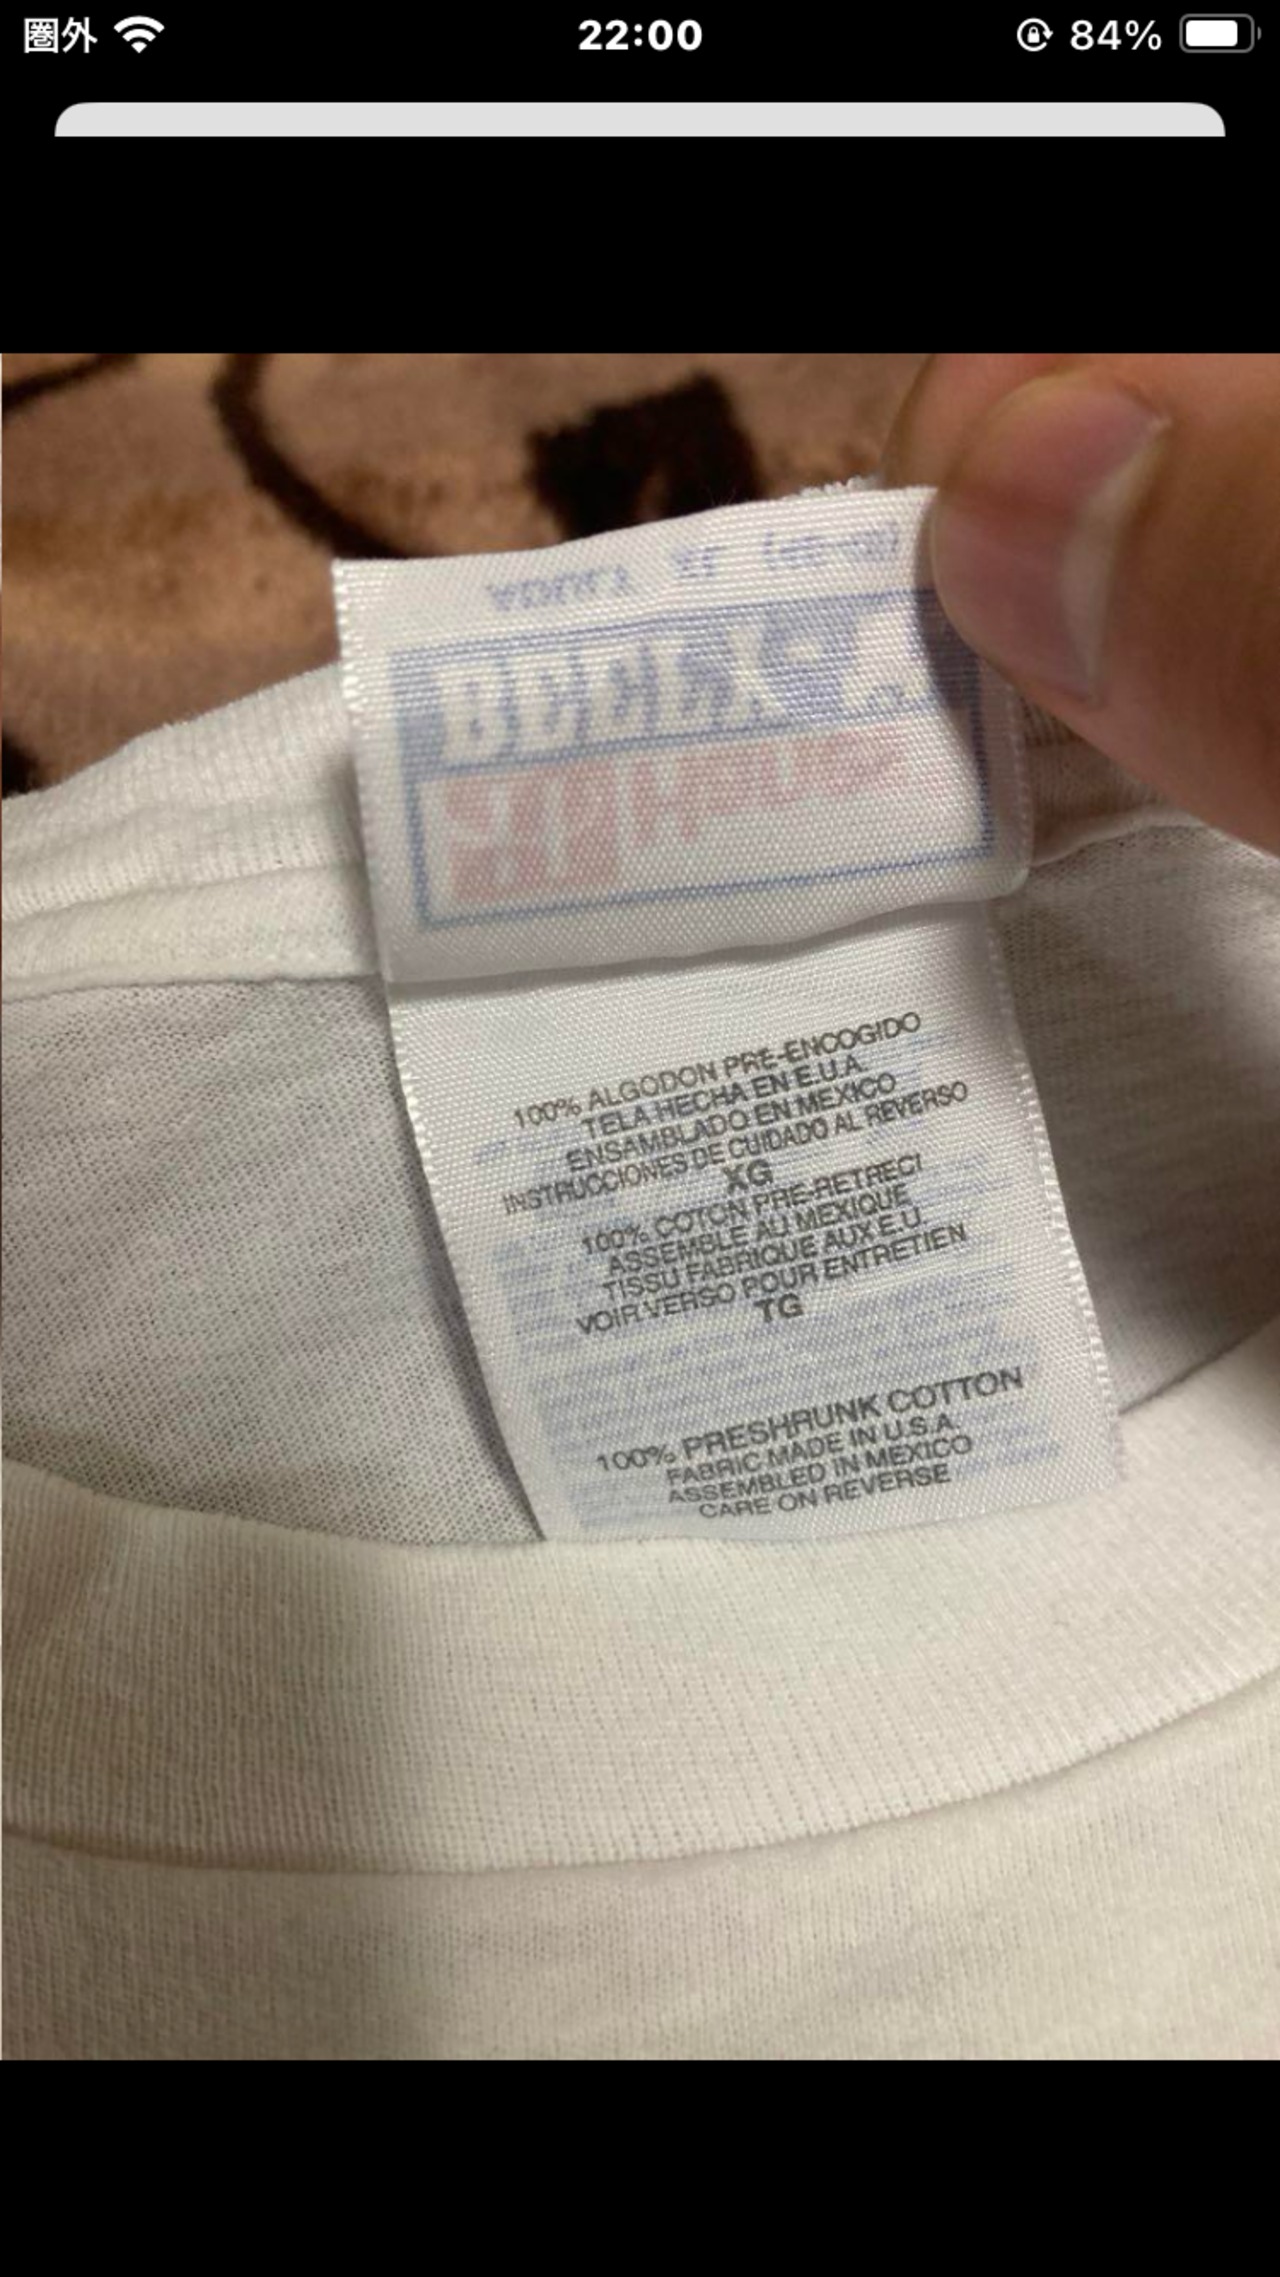 圏外
22:00
84%
100% ALGODON PRE-ENCOGIDO
TELA HECHA EN E.U.A.
ENSAMBLADO EN MEXICO
INSTRUCCIONES DE CUIDADO AL REVERSO
XG
100% COTON PRE-RETRECI
ASSEMBLE AU MEXIQUE
TISSU FABRIQUE AUX E.U.
VOIR VERSO POUR ENTRETIEN
TG
100% PRESHRUNK COTTON
FABRIC MADE IN U.S.A.
ASSEMBLED IN MEXICO
CARE ON REVERSE